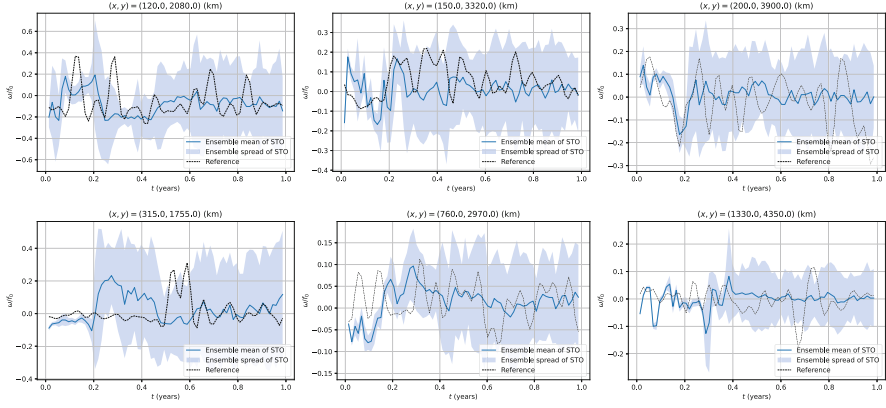 (x, y) = (120.0, 2080.0) (km)
0.6
0.4
0.2
0.0
−0.2
−0.4
−0.6
ω/f₀
Ensemble mean of STO
Ensemble spread of STO
Reference
0.0 0.2 0.4 0.6 0.8 1.0
t (years)
(x, y) = (150.0, 3320.0) (km)
0.3
0.2
0.1
0.0
−0.1
−0.2
−0.3
−0.4
ω/f₀
Ensemble mean of STO
Ensemble spread of STO
Reference
0.0 0.2 0.4 0.6 0.8 1.0
t (years)
(x, y) = (200.0, 3900.0) (km)
0.3
0.2
0.1
0.0
−0.1
−0.2
−0.3
ω/f₀
Ensemble mean of STO
Ensemble spread of STO
Reference
0.0 0.2 0.4 0.6 0.8 1.0
t (years)
(x, y) = (315.0, 1755.0) (km)
0.4
0.2
0.0
−0.2
−0.4
ω/f₀
Ensemble mean of STO
Ensemble spread of STO
Reference
0.0 0.2 0.4 0.6 0.8 1.0
t (years)
(x, y) = (760.0, 2970.0) (km)
0.15
0.10
0.05
0.00
−0.05
−0.10
−0.15
ω/f₀
Ensemble mean of STO
Ensemble spread of STO
Reference
0.0 0.2 0.4 0.6 0.8 1.0
t (years)
(x, y) = (1330.0, 4350.0) (km)
0.2
0.1
0.0
−0.1
−0.2
ω/f₀
Ensemble mean of STO
Ensemble spread of STO
Reference
0.0 0.2 0.4 0.6 0.8 1.0
t (years)